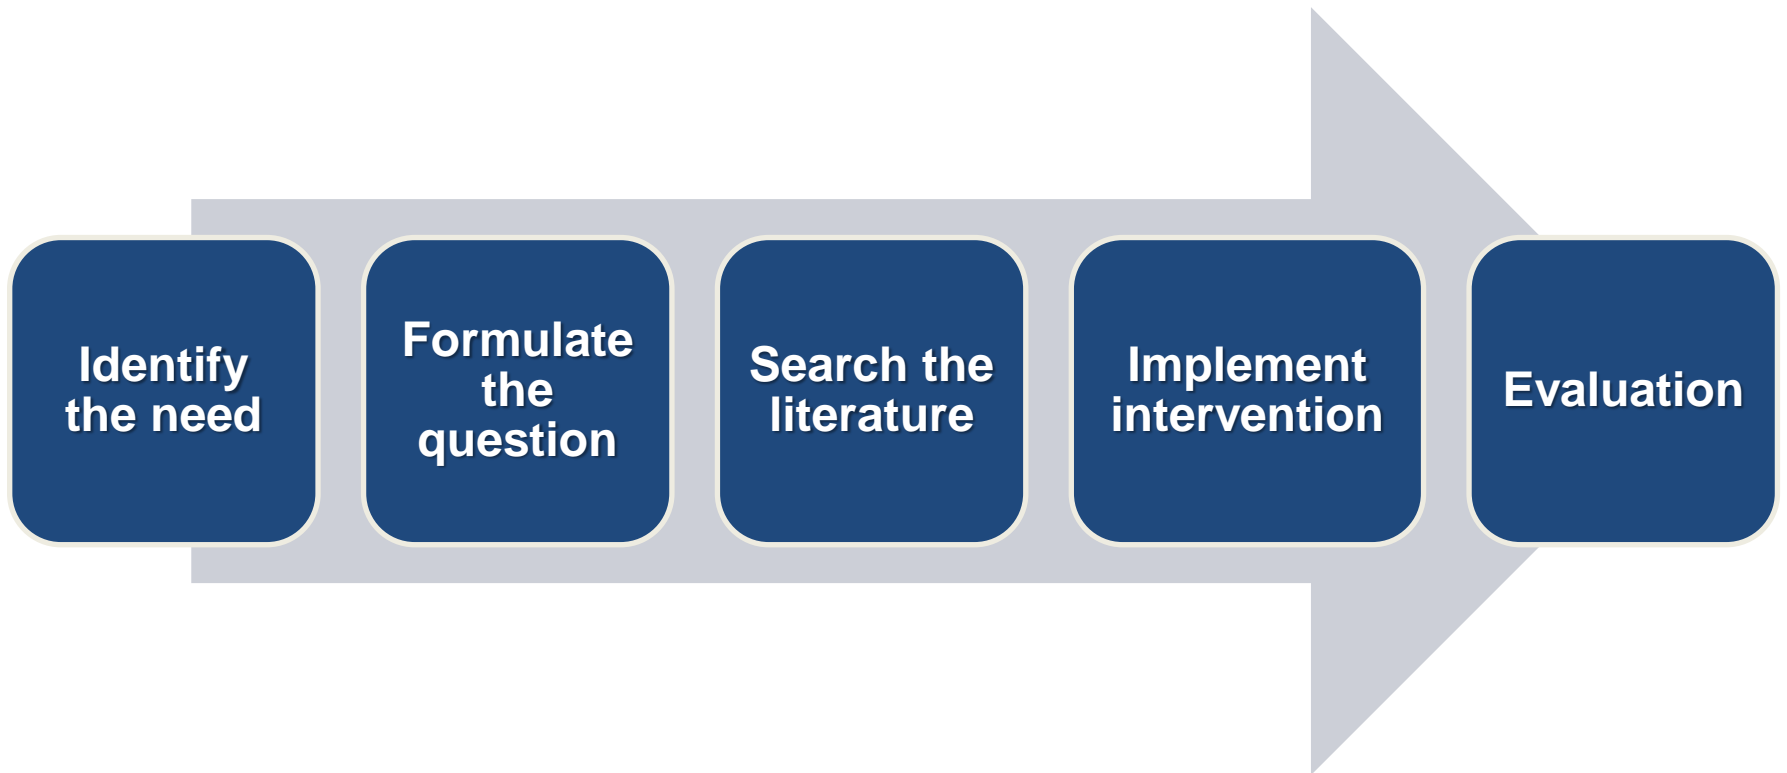 Identify
the need
Formulate
the
question
Search the
literature
Implement
intervention
Evaluation